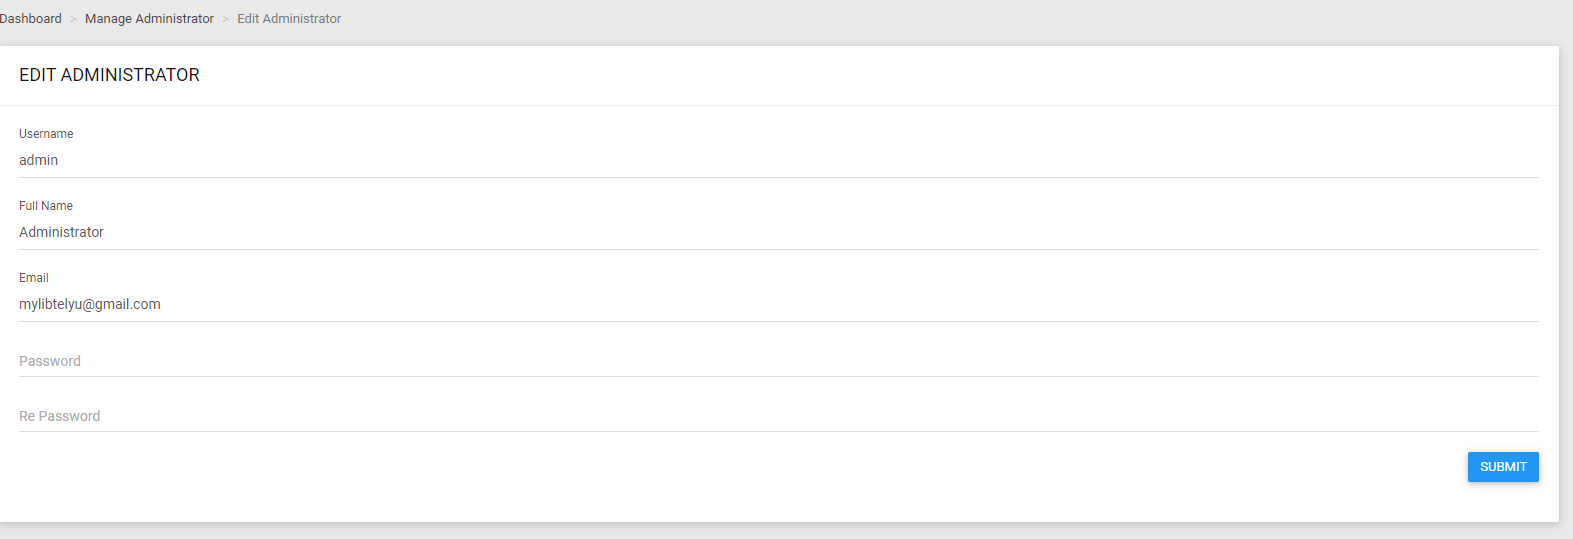 Dashboard > Manage Administrator > Edit Administrator
EDIT ADMINISTRATOR
Username
admin
Full Name
Administrator
Email
mylibtelyu@gmail.com
Password
Re Password
SUBMIT